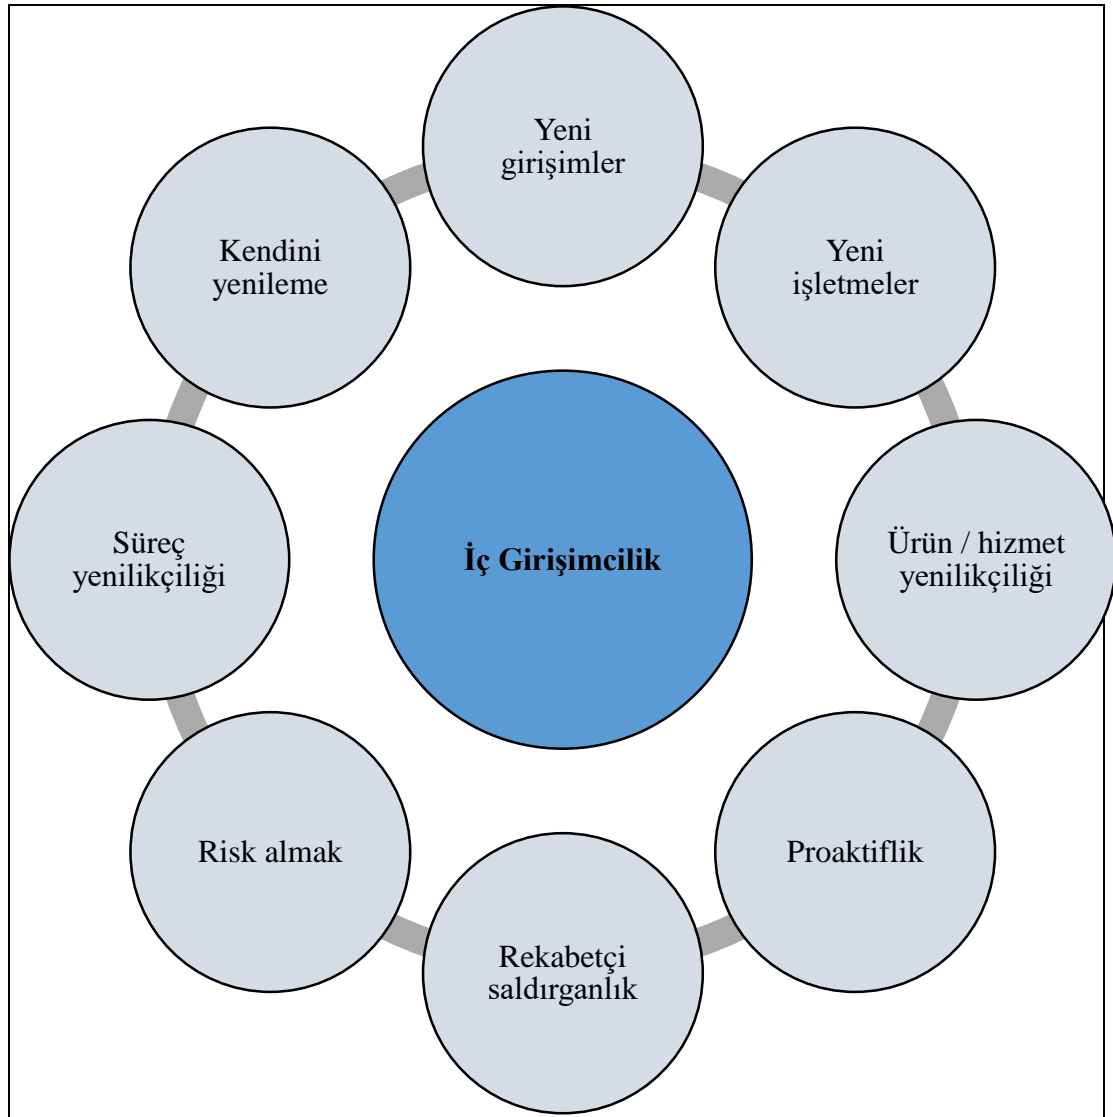 Yeni
girişimler
Yeni
işletmeler
Ürün / hizmet
yenilikçiliği
Proaktiflik
Rekabetçi
saldırganlık
Risk almak
Süreç
yenilikçiliği
Kendini
yenileme
İç Girişimcilik